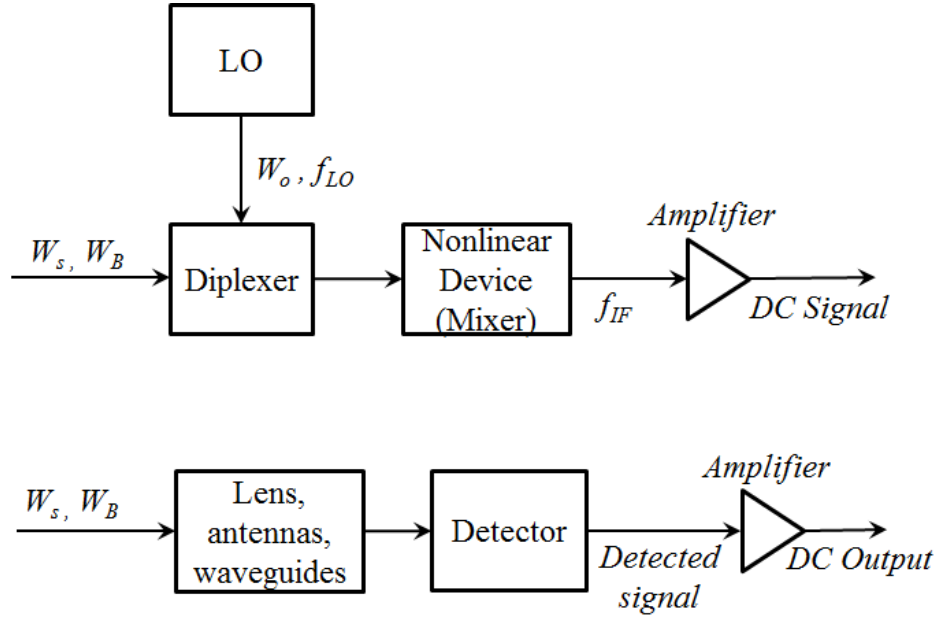 LO
W_o , f_LO
Amplifier
W_s, W_B
Diplexer
Nonlinear
Device
(Mixer)
f_IF
DC Signal
Amplifier
W_s, W_B
Lens,
antennas,
waveguides
Detector
Detected
signal
DC Output